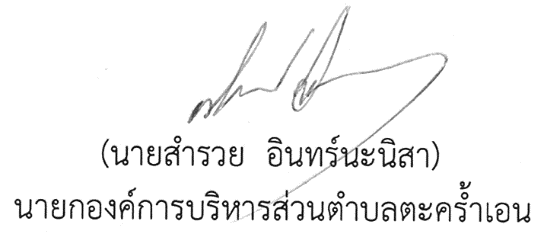 (นายสำรวย อินทร์นะนิสา)
นายกองค์การบริหารส่วนตำบลตะคร้ำเอน